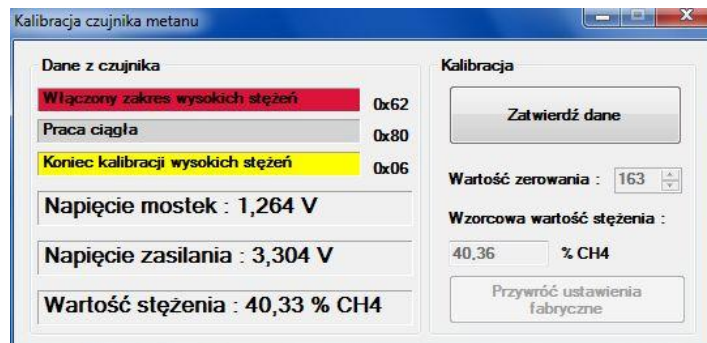 Kalibracja czujnika metanu
Dane z czujnika
Włączony zakres wysokich stężeń
0x62
Praca ciągła
0x80
Koniec kalibracji wysokich stężeń
0x06
Napięcie mostek : 1,264 V
Napięcie zasilania : 3,304 V
Wartość stężenia : 40,33 % CH4
Kalibracja
Zatwierdź dane
Wartość zerowania : 163
Wzorcowa wartość stężenia :
40,36 % CH4
Przywróć ustawienia
fabryczne